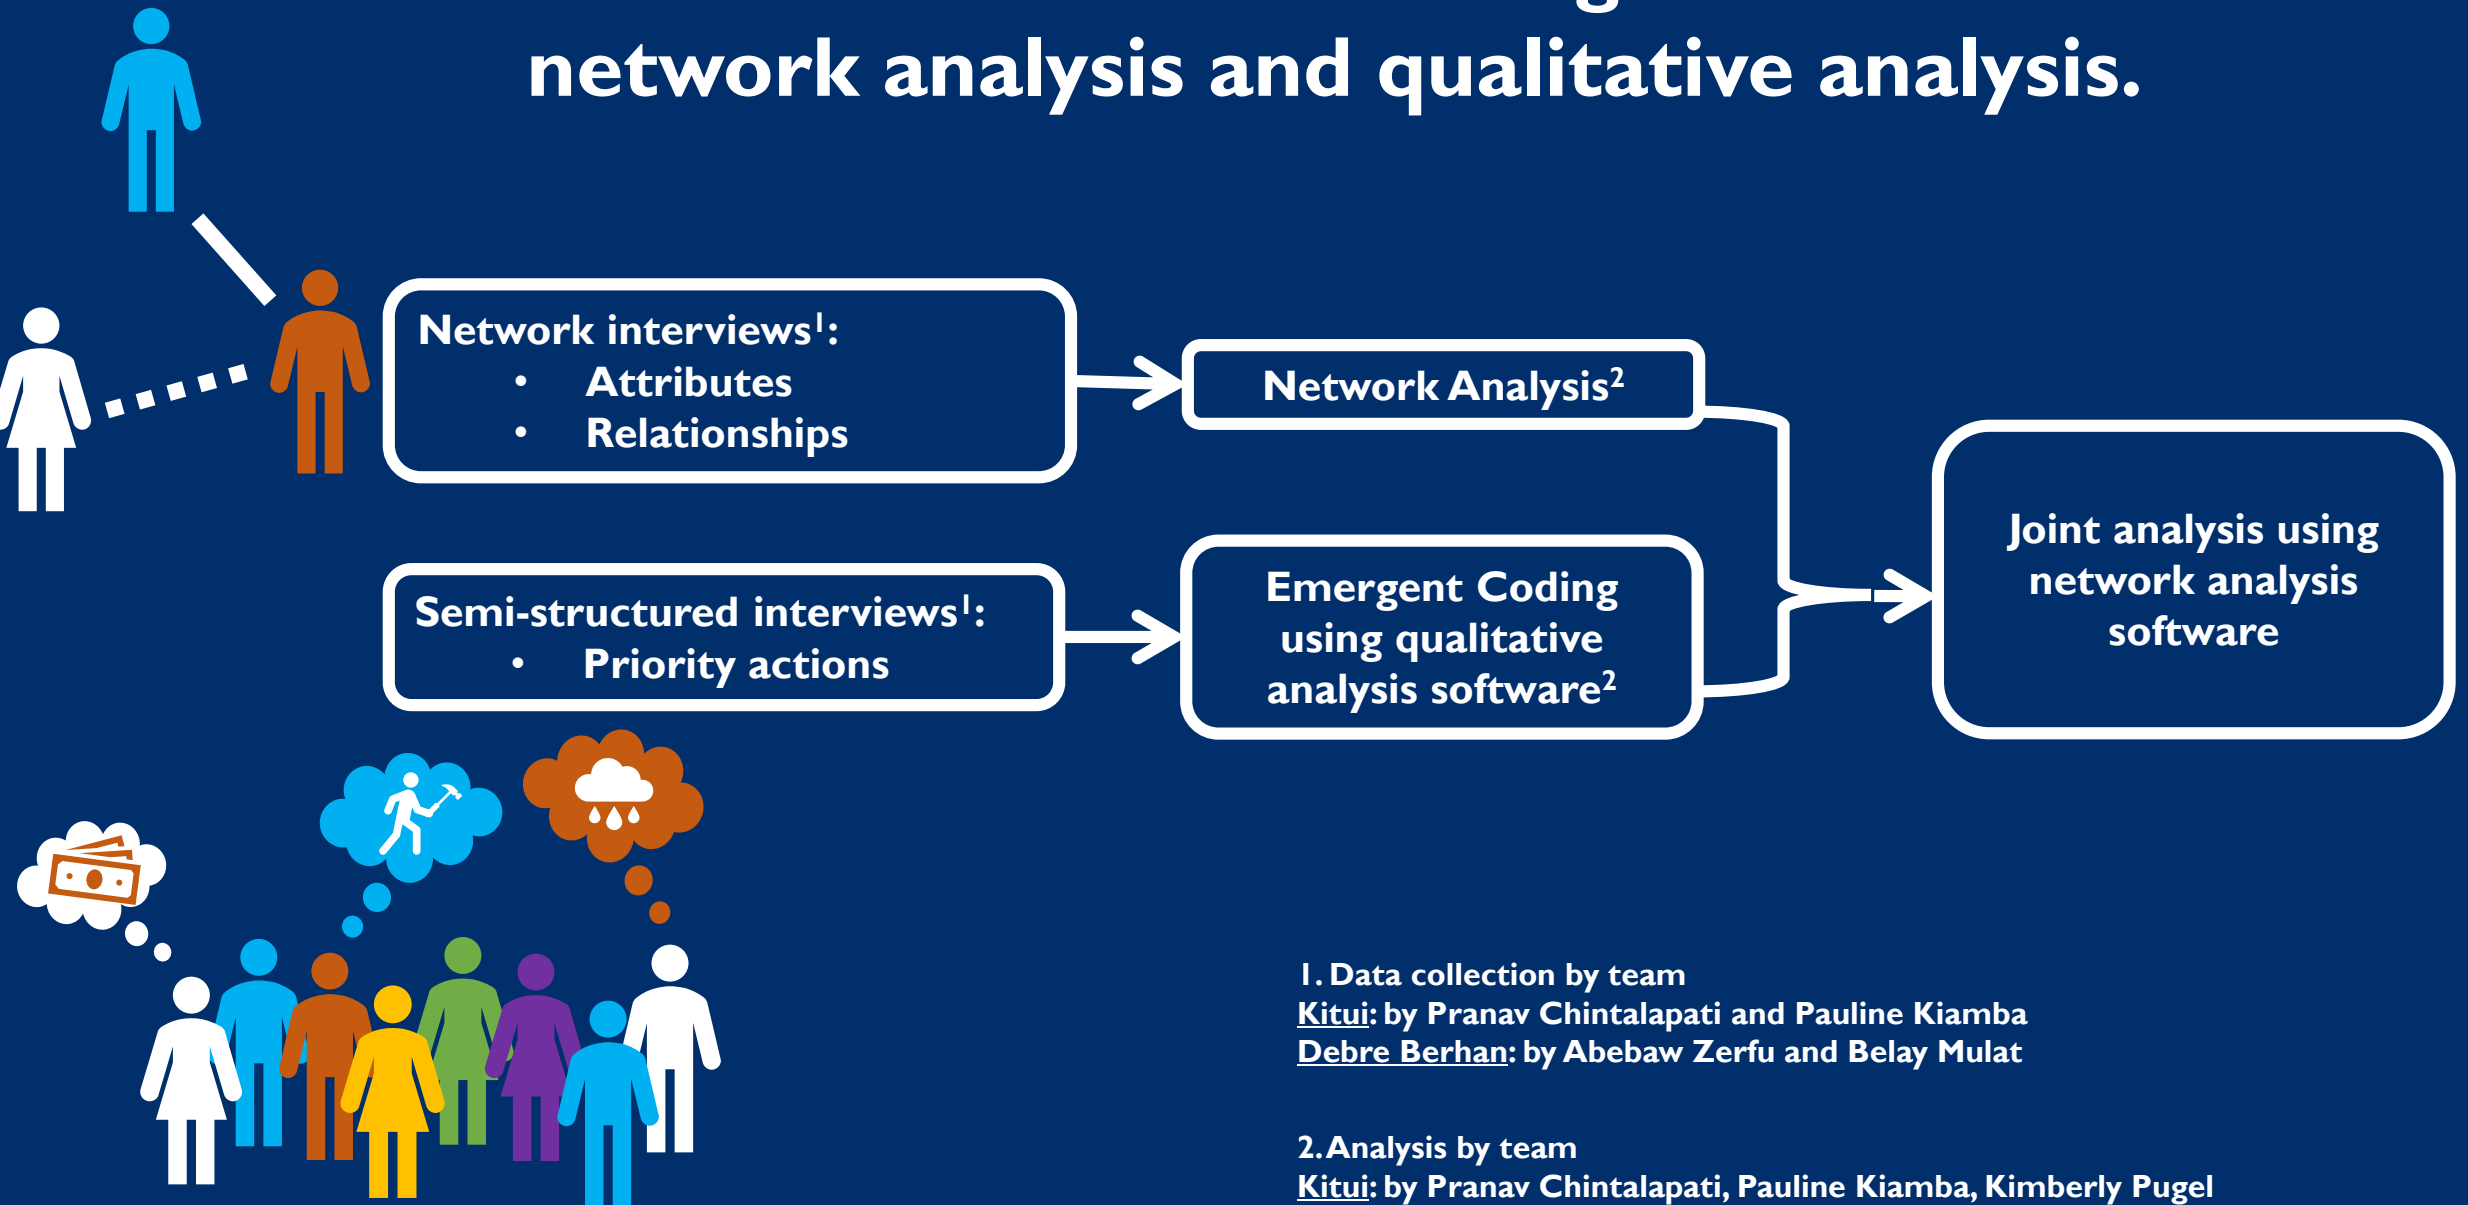 network analysis and qualitative analysis.
Network interviews¹:
• Attributes
• Relationships
Network Analysis²
Semi-structured interviews¹:
• Priority actions
Emergent Coding
using qualitative
analysis software²
Joint analysis using
network analysis
software
1. Data collection by team
Kitui: by Pranav Chintalapati and Pauline Kiamba
Debre Berhan: by Abebaw Zerfu and Belay Mulat
2. Analysis by team
Kitui: by Pranav Chintalapati, Pauline Kiamba, Kimberly Pugel